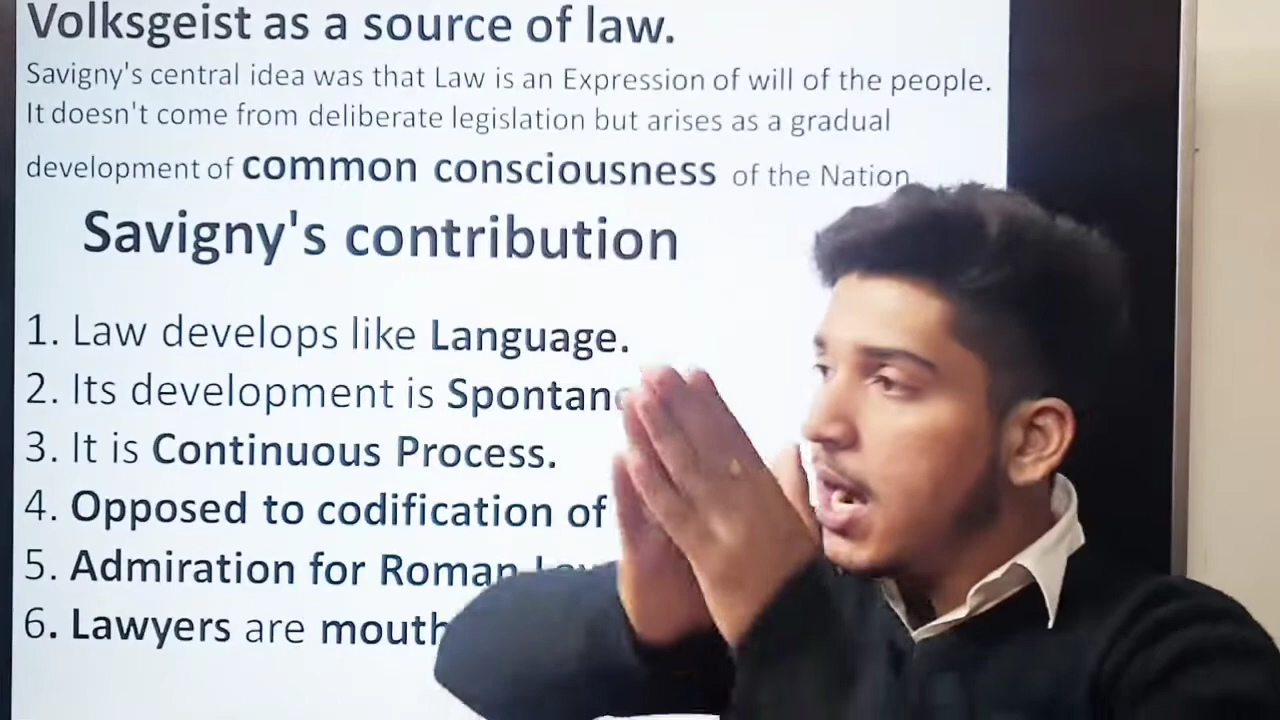 Volksgeist as a source of law.
Savigny's central idea was that Law is an Expression of will of the people.
It doesn't come from deliberate legislation but arises as a gradual
development of common consciousness of the Nation
Savigny's contribution
1. Law develops like Language.
2. Its development is
3. It is Continuous Process.
4. Opposed to codification of
5. Admiration for Roman
6. Lawyers are